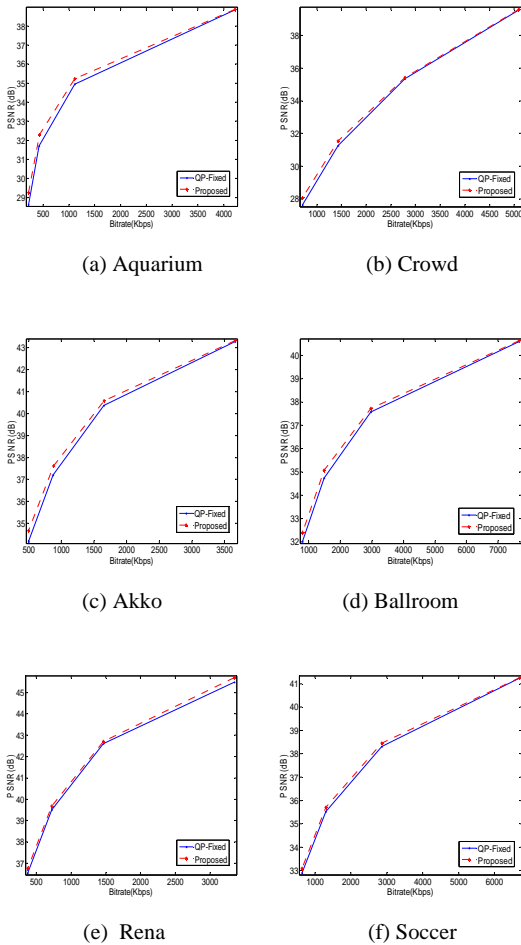 39
38
37
36
35
34
33
32
31
30
29
PSNR(dB)
QP-Fixed
Proposed
500 1000 1500 2000 2500 3000 3500 4000
Bitrate(Kbps)
(a) Aquarium
38
36
34
32
30
28
PSNR(dB)
QP-Fixed
Proposed
1000 1500 2000 2500 3000 3500 4000 4500 5000
Bitrate(Kbps)
(b) Crowd
43
42
41
40
39
38
37
36
35
PSNR(dB)
QP-Fixed
Proposed
500 1000 1500 2000 2500 3000 3500
Bitrate(Kbps)
(c) Akko
40
39
38
37
36
35
34
33
32
PSNR(dB)
QP-Fixed
Proposed
1000 2000 3000 4000 5000 6000 7000
Bitrate(Kbps)
(d) Ballroom
45
44
43
42
41
40
39
38
37
PSNR(dB)
QP-Fixed
Proposed
500 1000 1500 2000 2500 3000
Bitrate(Kbps)
(e) Rena
41
40
39
38
37
36
35
34
33
PSNR(dB)
QP-Fixed
Proposed
1000 2000 3000 4000 5000 6000
Bitrate(Kbps)
(f) Soccer